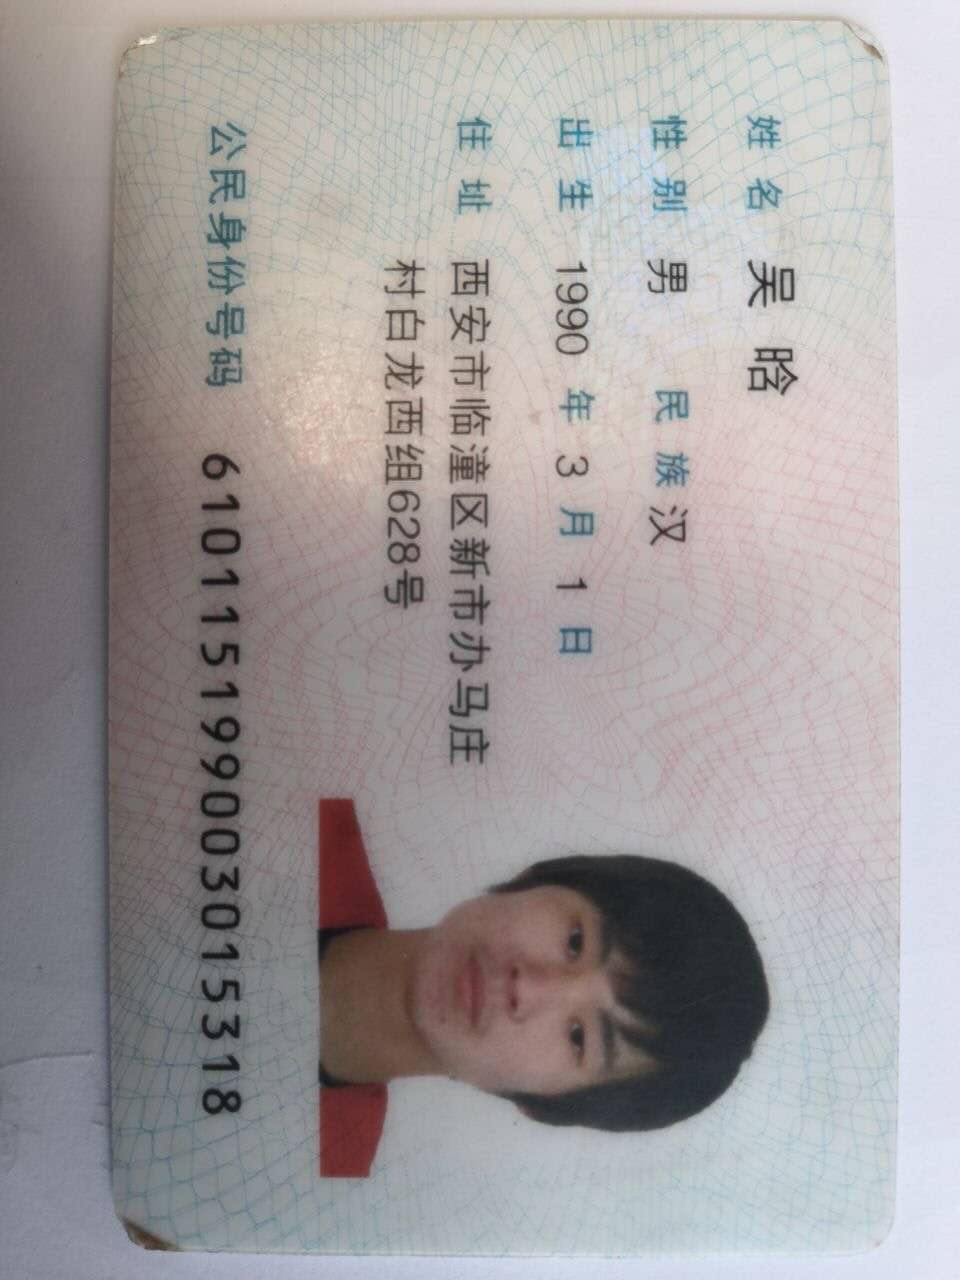 姓名 吴晗
性别 男 民族 汉
出生 1990 年 3 月 1 日
住址 西安市临潼区新市办马庄
村白龙西组628号
公民身份号码 610115199003015318